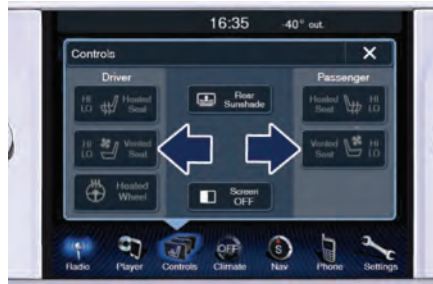 16:35 -40° out.
Controls X
Driver
Passenger
HI
LO
Heated
Seat
Rear
Sunshade
Heated
Seat
HI
LO
HI
LO
Vented
Seat
Vented
Seat
HI
LO
Heated
Wheel
Screen
OFF
OFF
S
Radio Player Controls Climate Nav Phone Settings